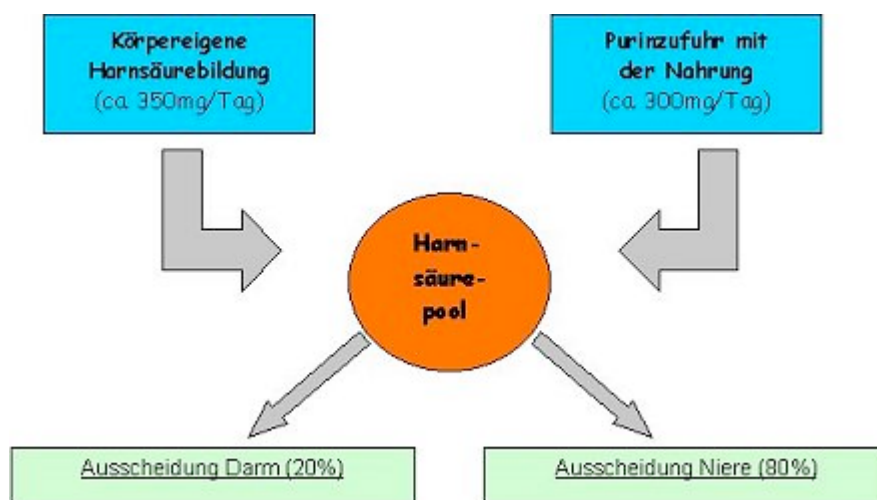 Körpereigene
Harnsäurebildung
(ca 350mg/Tag)
Purinzufuhr mit
der Nahrung
(ca 300mg/Tag)
Harn-
säure-
pool
Ausscheidung Darm (20%)
Ausscheidung Niere (80%)